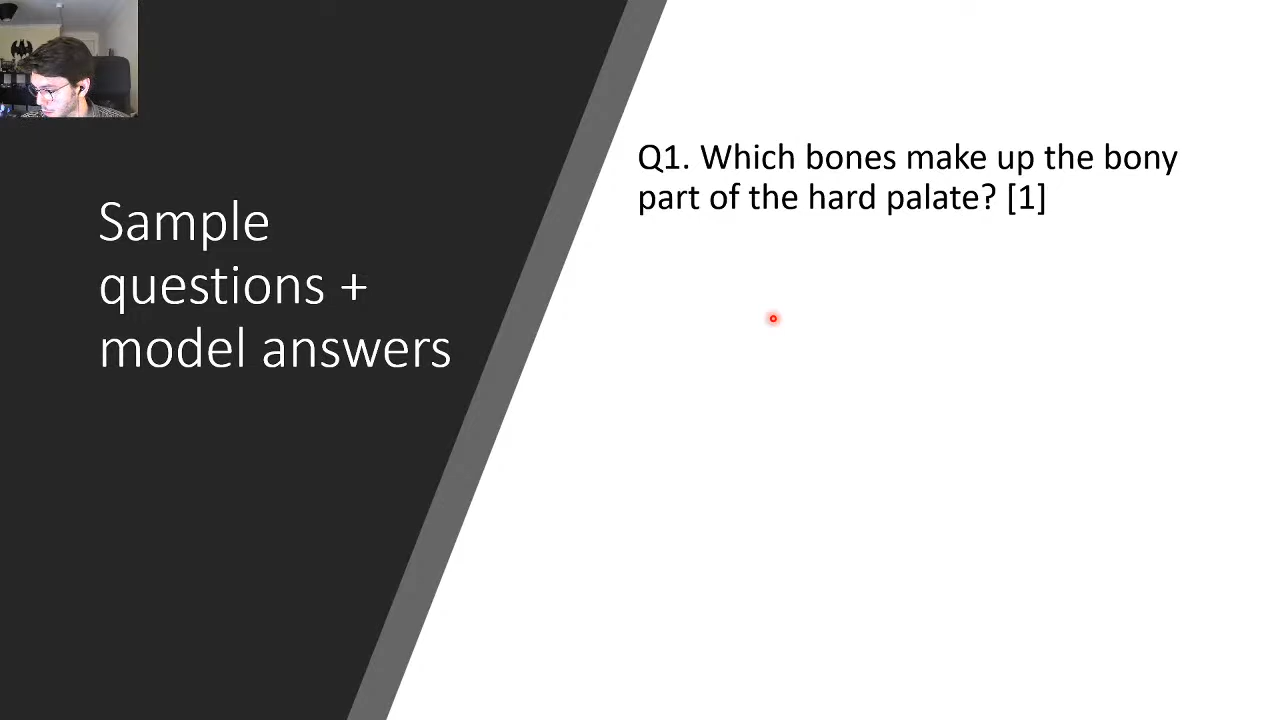 Sample
questions +
model answers
Q1. Which bones make up the bony
part of the hard palate? [1]